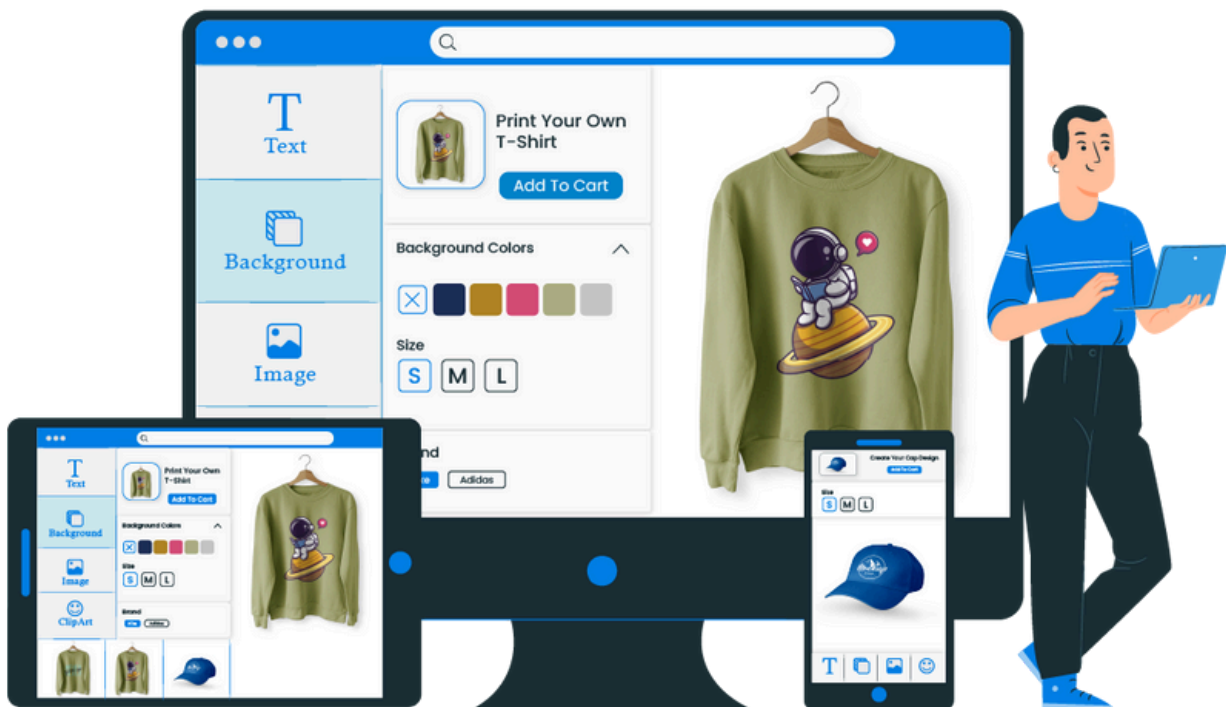 Text
Background
Image
Print Your Own
T-Shirt
Add To Cart
Background Colors
Size
S M L
Adidas
Text
Background
Image
ClipArt
Print Your Own
T-Shirt
Add To Cart
Background Colors
Size
S M L
Brand
Adidas
Create Your Cap Design
Add To Cart
Size
S M L